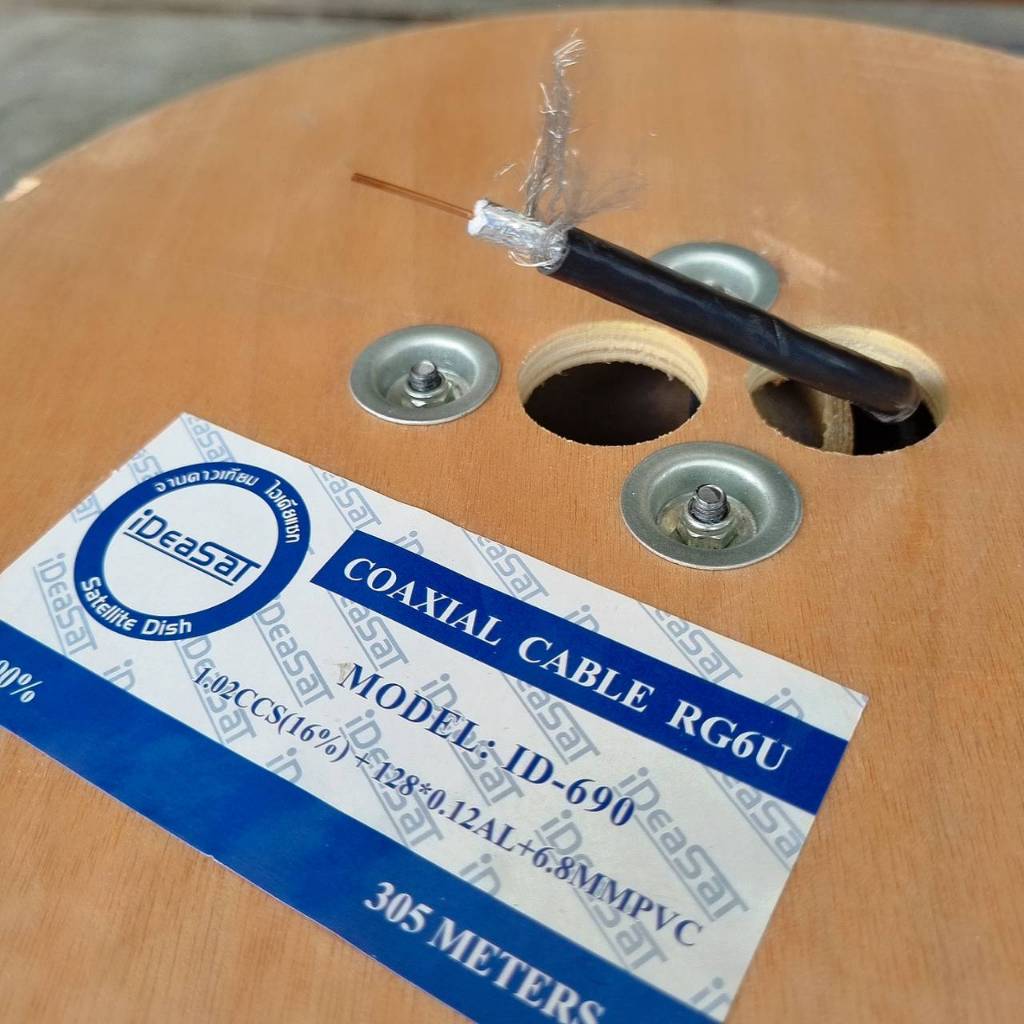 จานดาวเทียม ไอเดียแซท
iDeaSaT
Satellite Dish
COAXIAL CABLE RG6U
MODEL: ID-690
1.02CCS(16%)+128*0.12AL+6.8MMPVC
305 METERS